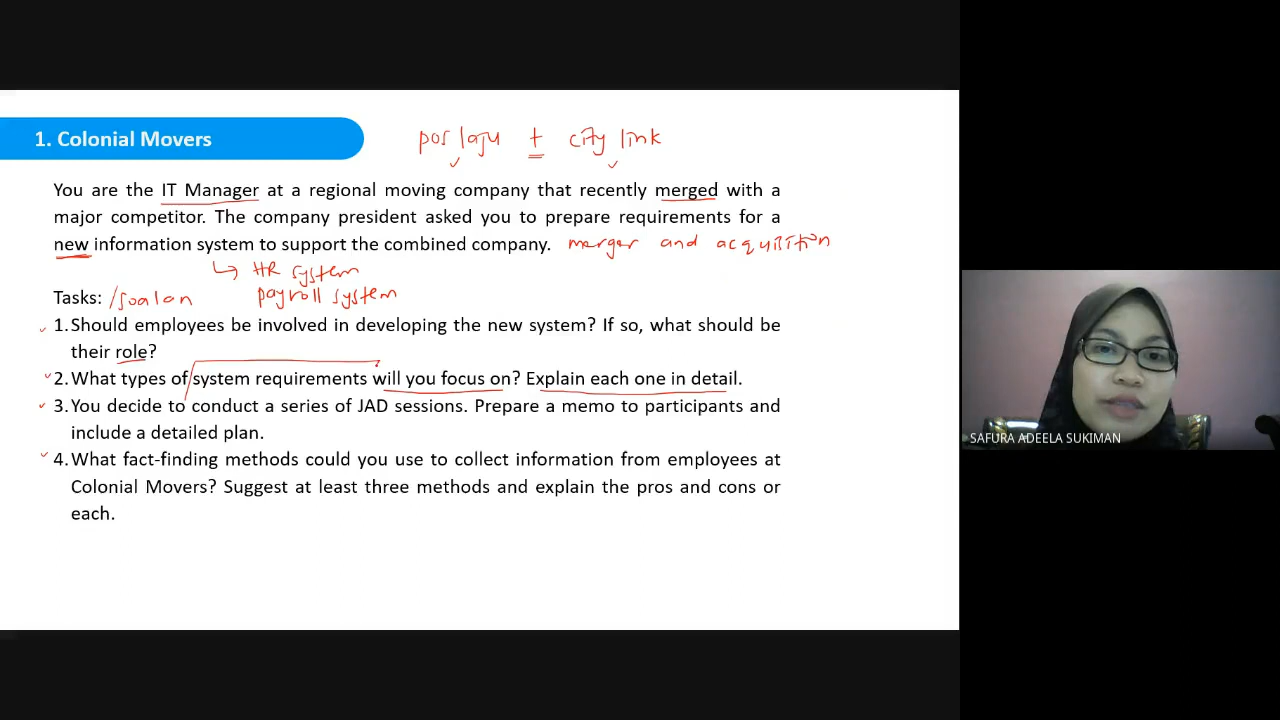 1. Colonial Movers
pos laju + city link
You are the IT Manager at a regional moving company that recently merged with a
major competitor. The company president asked you to prepare requirements for a
new information system to support the combined company. merger and acquisition
↳ HR system
Tasks: /soalan payroll system
1. Should employees be involved in developing the new system? If so, what should be
their role?
2. What types of system requirements will you focus on? Explain each one in detail.
3. You decide to conduct a series of JAD sessions. Prepare a memo to participants and
include a detailed plan.
4. What fact-finding methods could you use to collect information from employees at
Colonial Movers? Suggest at least three methods and explain the pros and cons or
each.
SAFURA ADEELA SUKIMAN